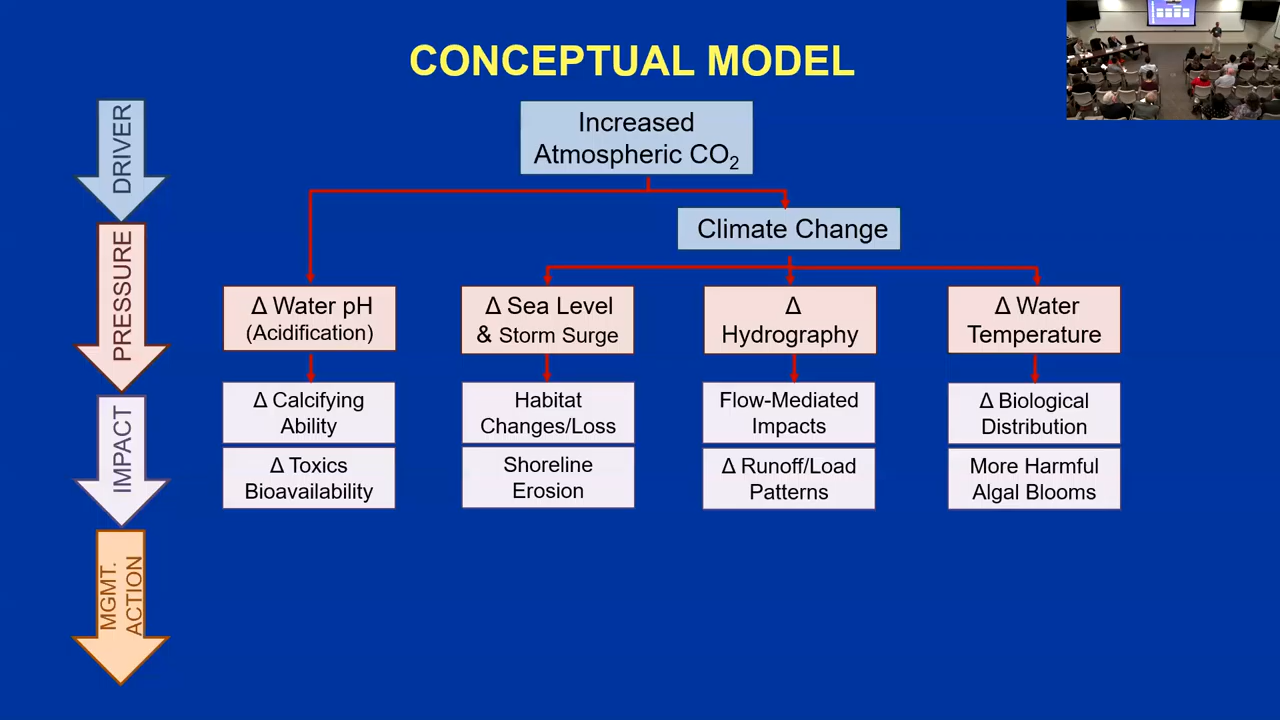 CONCEPTUAL MODEL
DRIVER
Increased
Atmospheric CO₂
Climate Change
PRESSURE
Δ Water pH
(Acidification)
Δ Sea Level
& Storm Surge
Δ
Hydrography
Δ Water
Temperature
IMPACT
Δ Calcifying
Ability
Habitat
Changes/Loss
Flow-Mediated
Impacts
Δ Biological
Distribution
Δ Toxics
Bioavailability
Shoreline
Erosion
Δ Runoff/Load
Patterns
More Harmful
Algal Blooms
MGMT.
ACTION